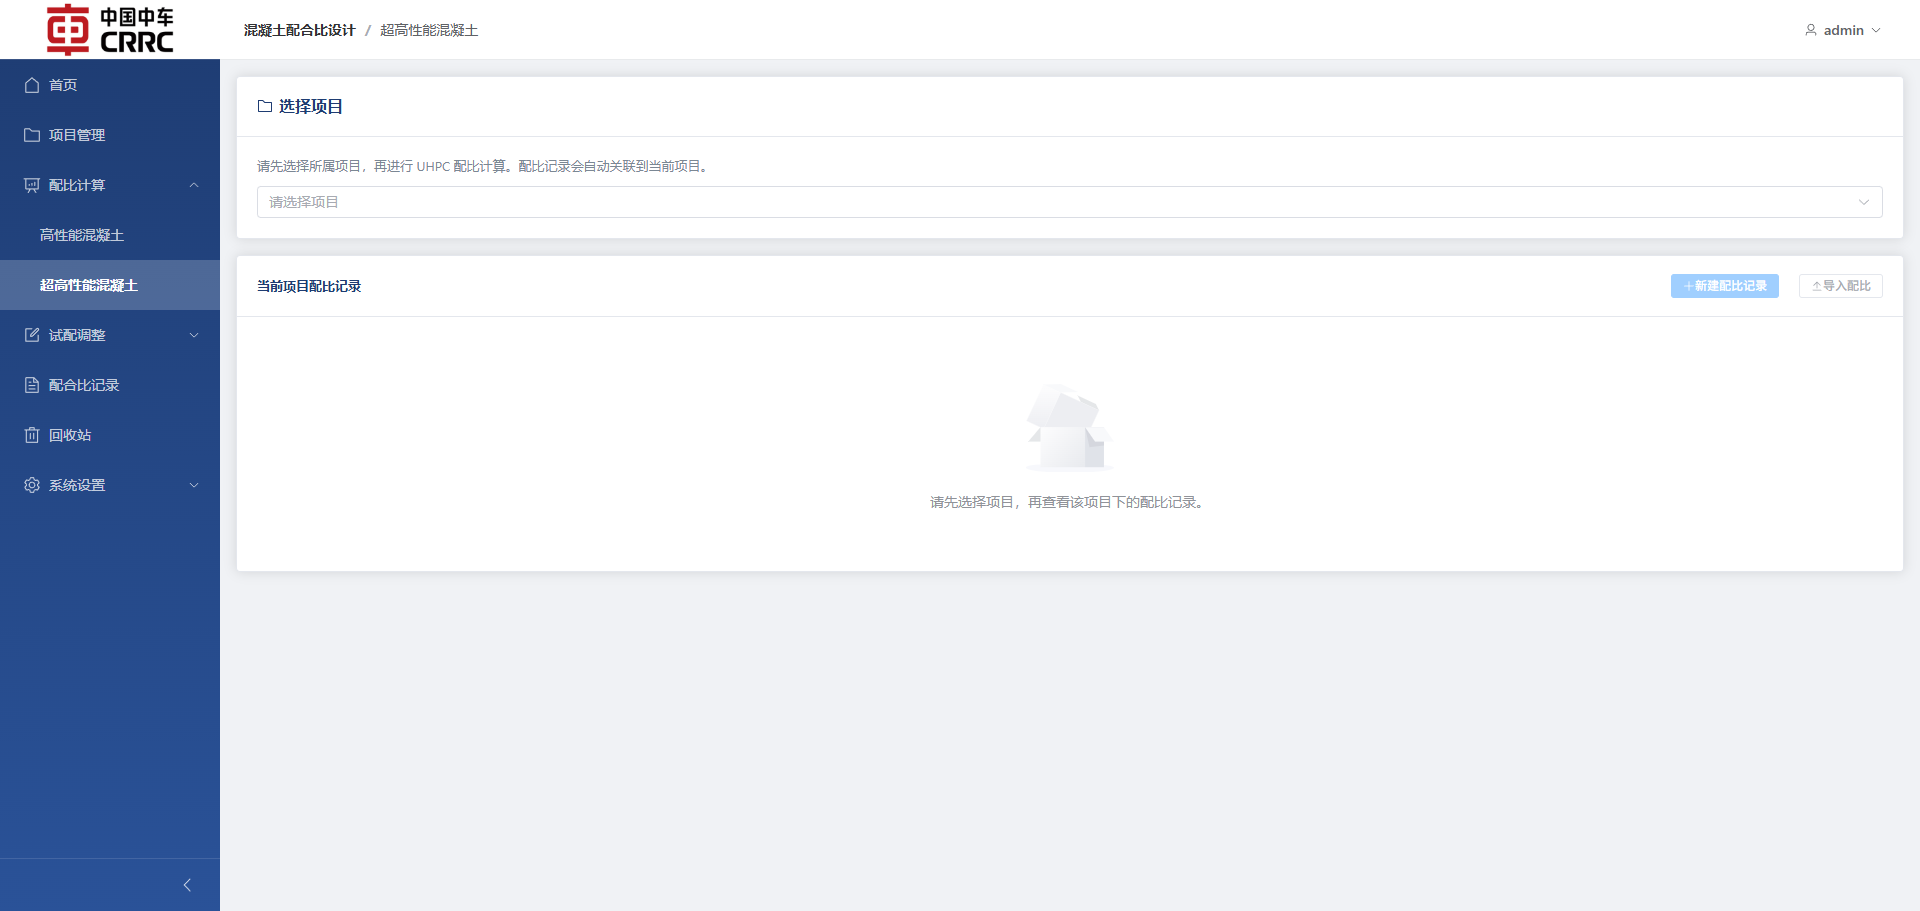 中国中车
CRRC
混凝土配合比设计 / 超高性能混凝土
admin
首页
项目管理
配比计算
高性能混凝土
超高性能混凝土
试配调整
配合比记录
回收站
系统设置
选择项目
请先选择所属项目，再进行 UHPC 配比计算。配比记录会自动关联到当前项目。
请选择项目
当前项目配比记录
新建配比记录
导入配比
请先选择项目，再查看该项目下的配比记录。